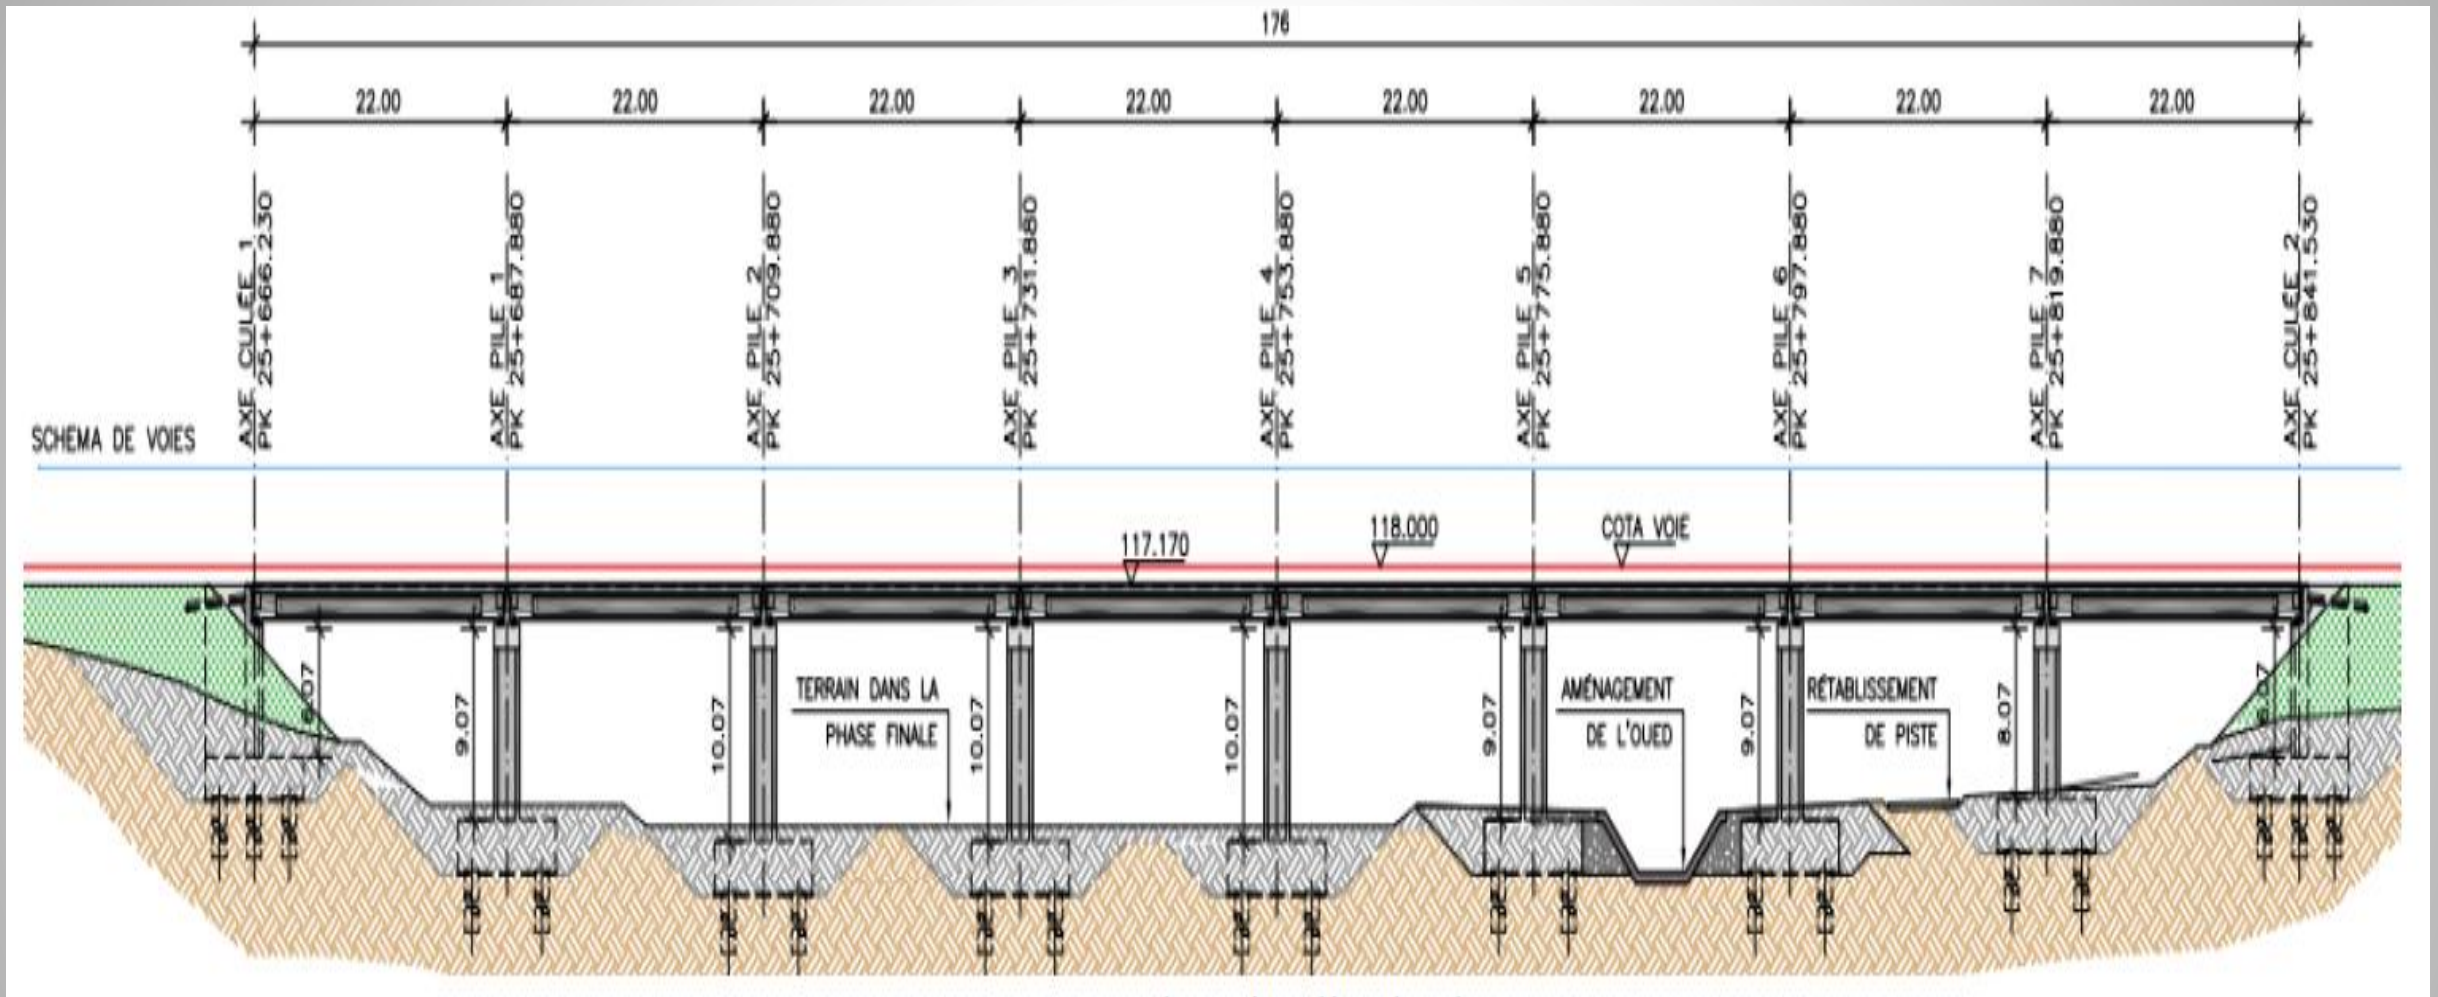 176
22.00 22.00 22.00 22.00 22.00 22.00 22.00 22.00
AXE CULÉE 1
PK 25+666.230
AXE PILE 1
PK 25+687.880
AXE PILE 2
PK 25+709.880
AXE PILE 3
PK 25+731.880
AXE PILE 4
PK 25+753.880
AXE PILE 5
PK 25+775.880
AXE PILE 6
PK 25+797.880
AXE PILE 7
PK 25+819.880
AXE CULÉE 2
PK 25+841.530
SCHEMA DE VOIES
117.170
118.000
COTA VOIE
9.07
10.07
TERRAIN DANS LA
PHASE FINALE
10.07
10.07
9.07
AMÉNAGEMENT
DE L'OUED
9.07
RÉTABLISSEMENT
DE PISTE
8.07